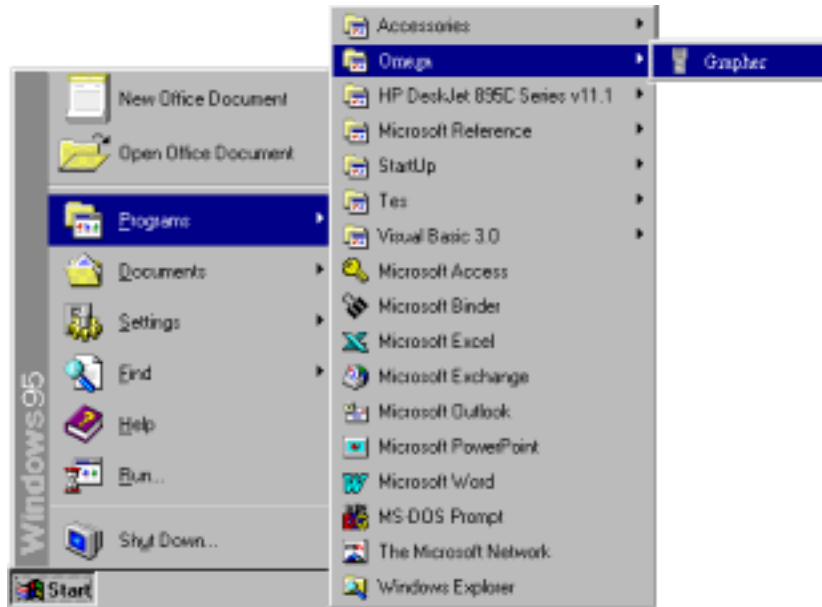 New Office Document
Open Office Document
Programs
Documents
Settings
Find
Help
Run...
Shut Down...
Windows95
Start
Accessories
Omega
HP DeskJet 895C Series v11.1
Microsoft Reference
StartUp
Tes
Visual Basic 3.0
Microsoft Access
Microsoft Binder
Microsoft Excel
Microsoft Exchange
Microsoft Outlook
Microsoft PowerPoint
Microsoft Word
MS-DOS Prompt
The Microsoft Network
Windows Explorer
Grapher